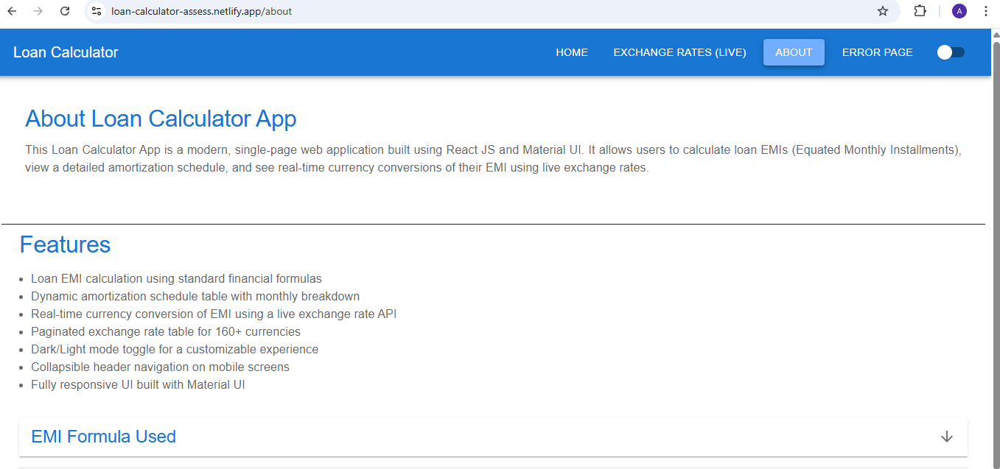 loan-calculator-assess.netlify.app/about
A
Loan Calculator
HOME
EXCHANGE RATES (LIVE)
ABOUT
ERROR PAGE
About Loan Calculator App
This Loan Calculator App is a modern, single-page web application built using React JS and Material UI. It allows users to calculate loan EMIs (Equated Monthly Installments),
view a detailed amortization schedule, and see real-time currency conversions of their EMI using live exchange rates.
Features
Loan EMI calculation using standard financial formulas
Dynamic amortization schedule table with monthly breakdown
Real-time currency conversion of EMI using a live exchange rate API
Paginated exchange rate table for 160+ currencies
Dark/Light mode toggle for a customizable experience
Collapsible header navigation on mobile screens
Fully responsive UI built with Material UI
EMI Formula Used